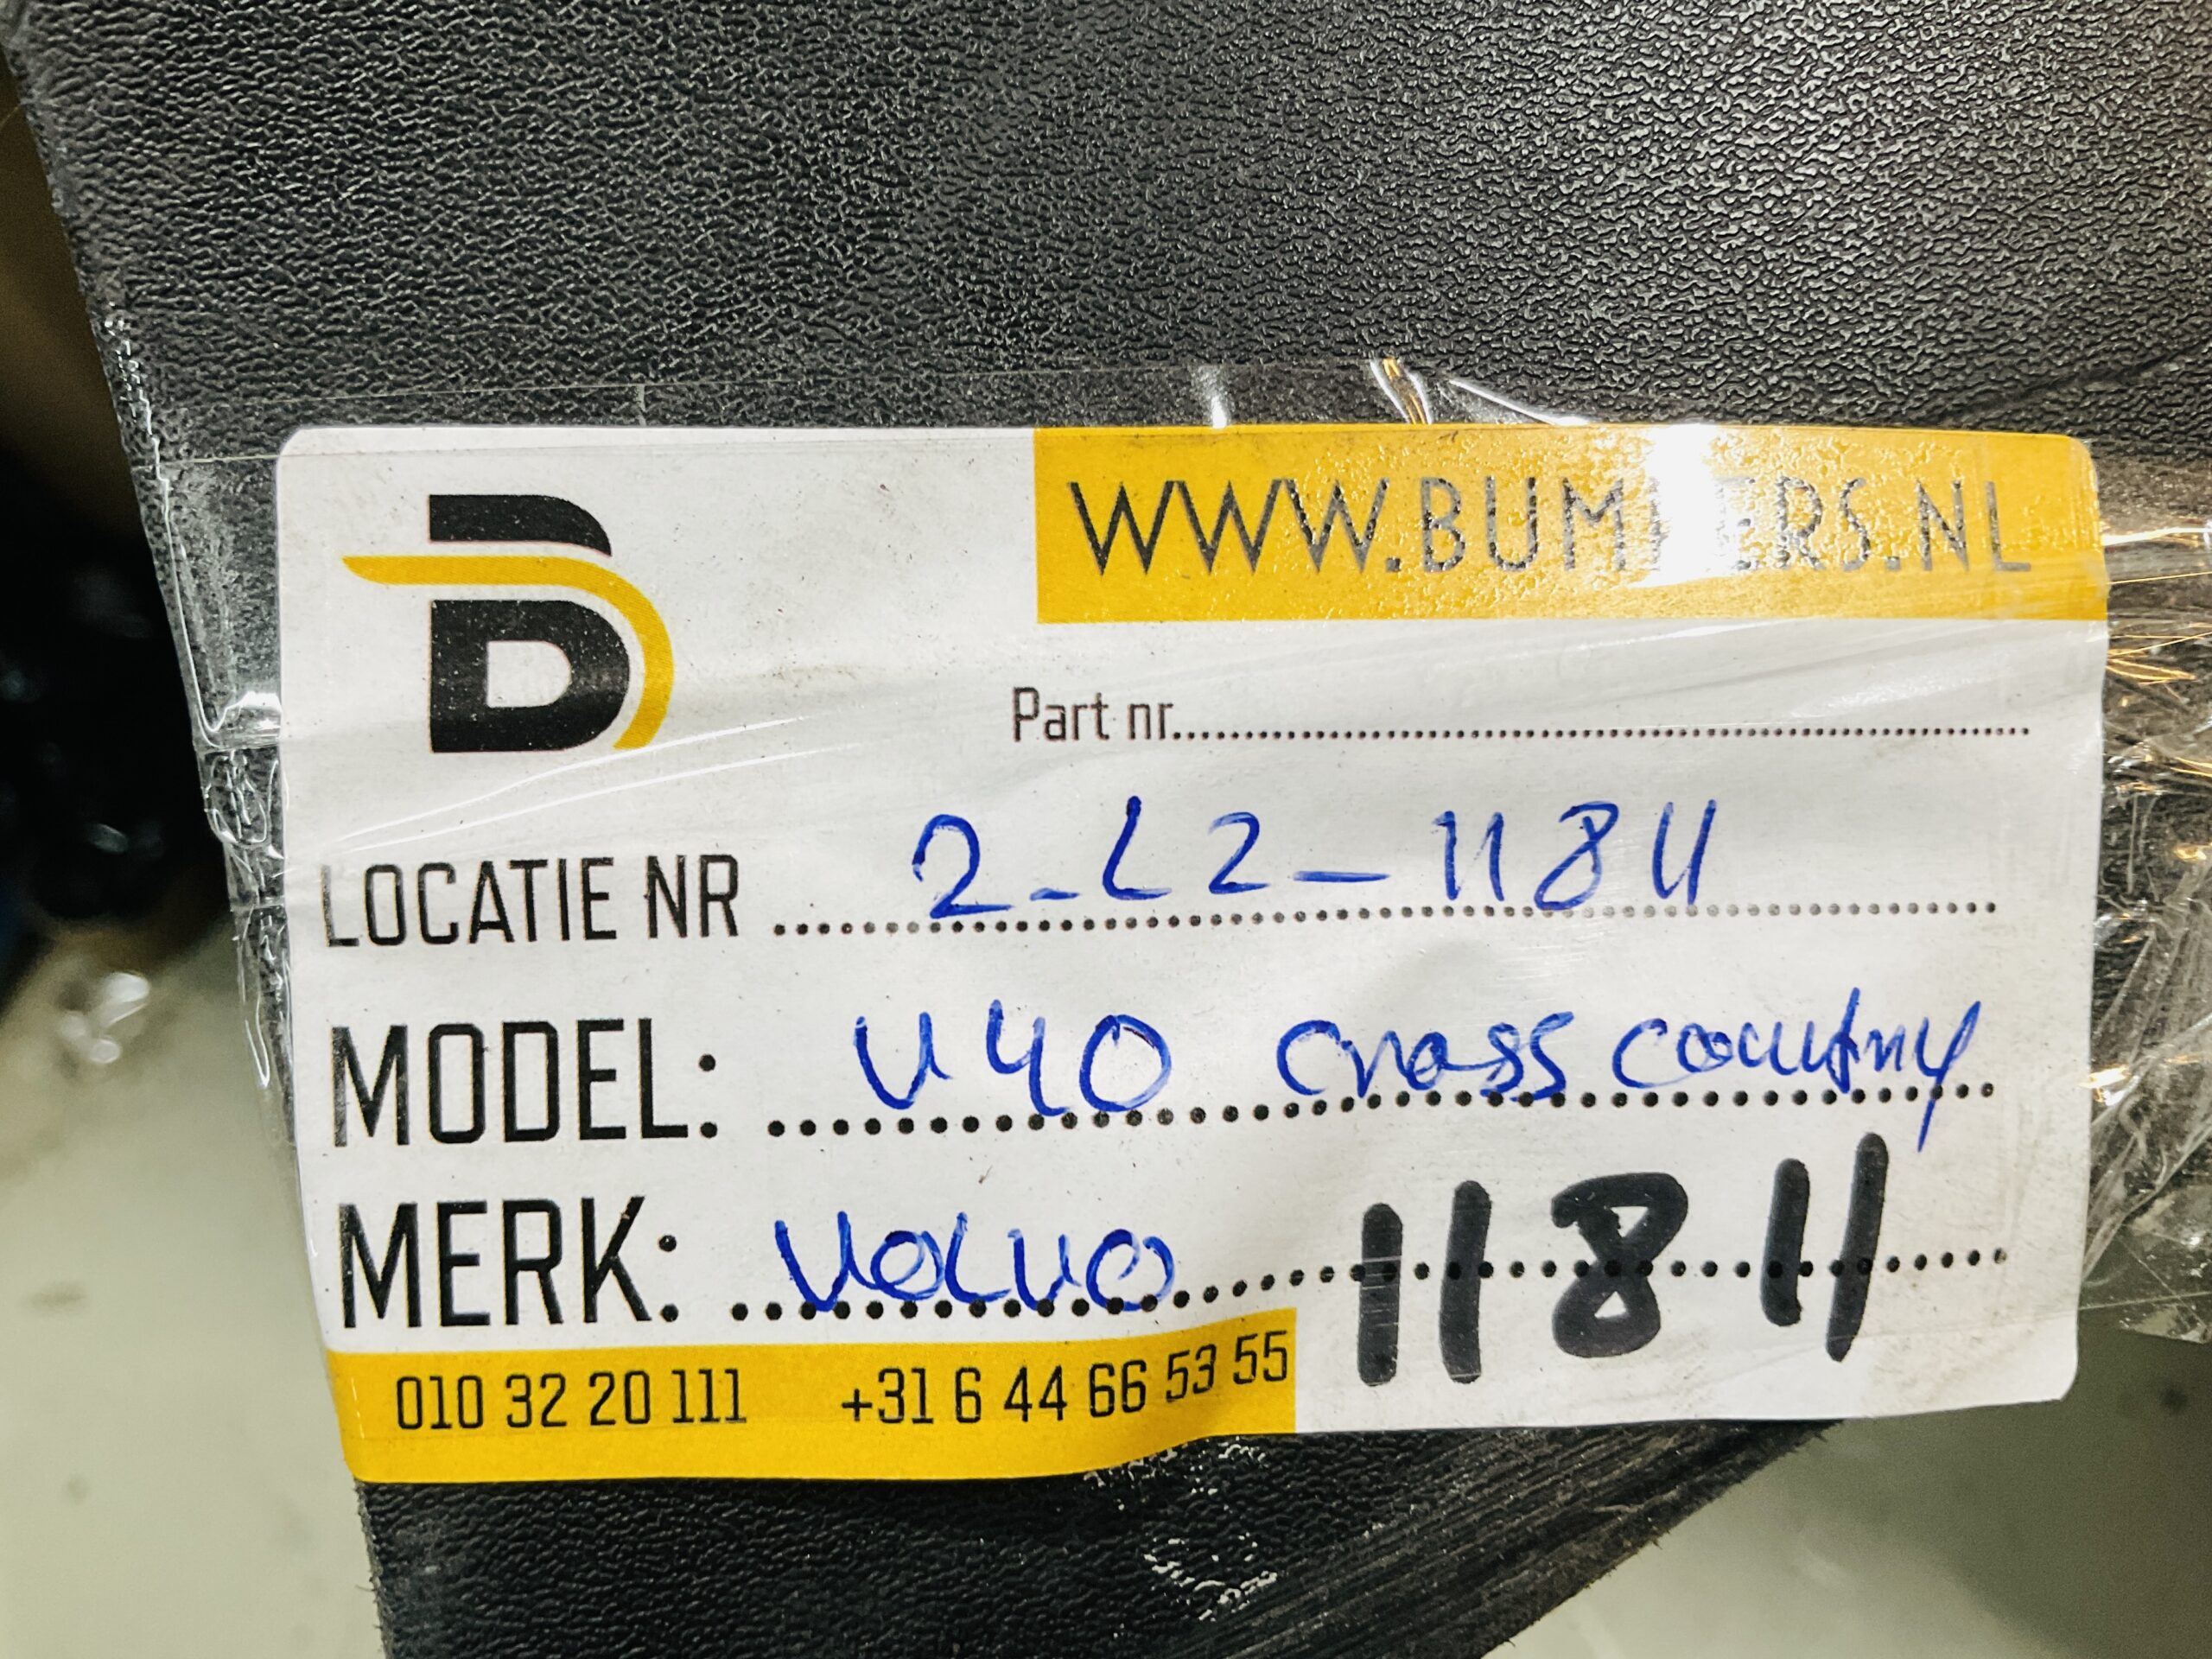 WWW.BUMPERS.NL
Part nr.
LOCATIE NR 2-L2-11811
MODEL: V40 cross country
MERK: Volvo 11811
010 32 20 111 +31 6 44 66 53 55